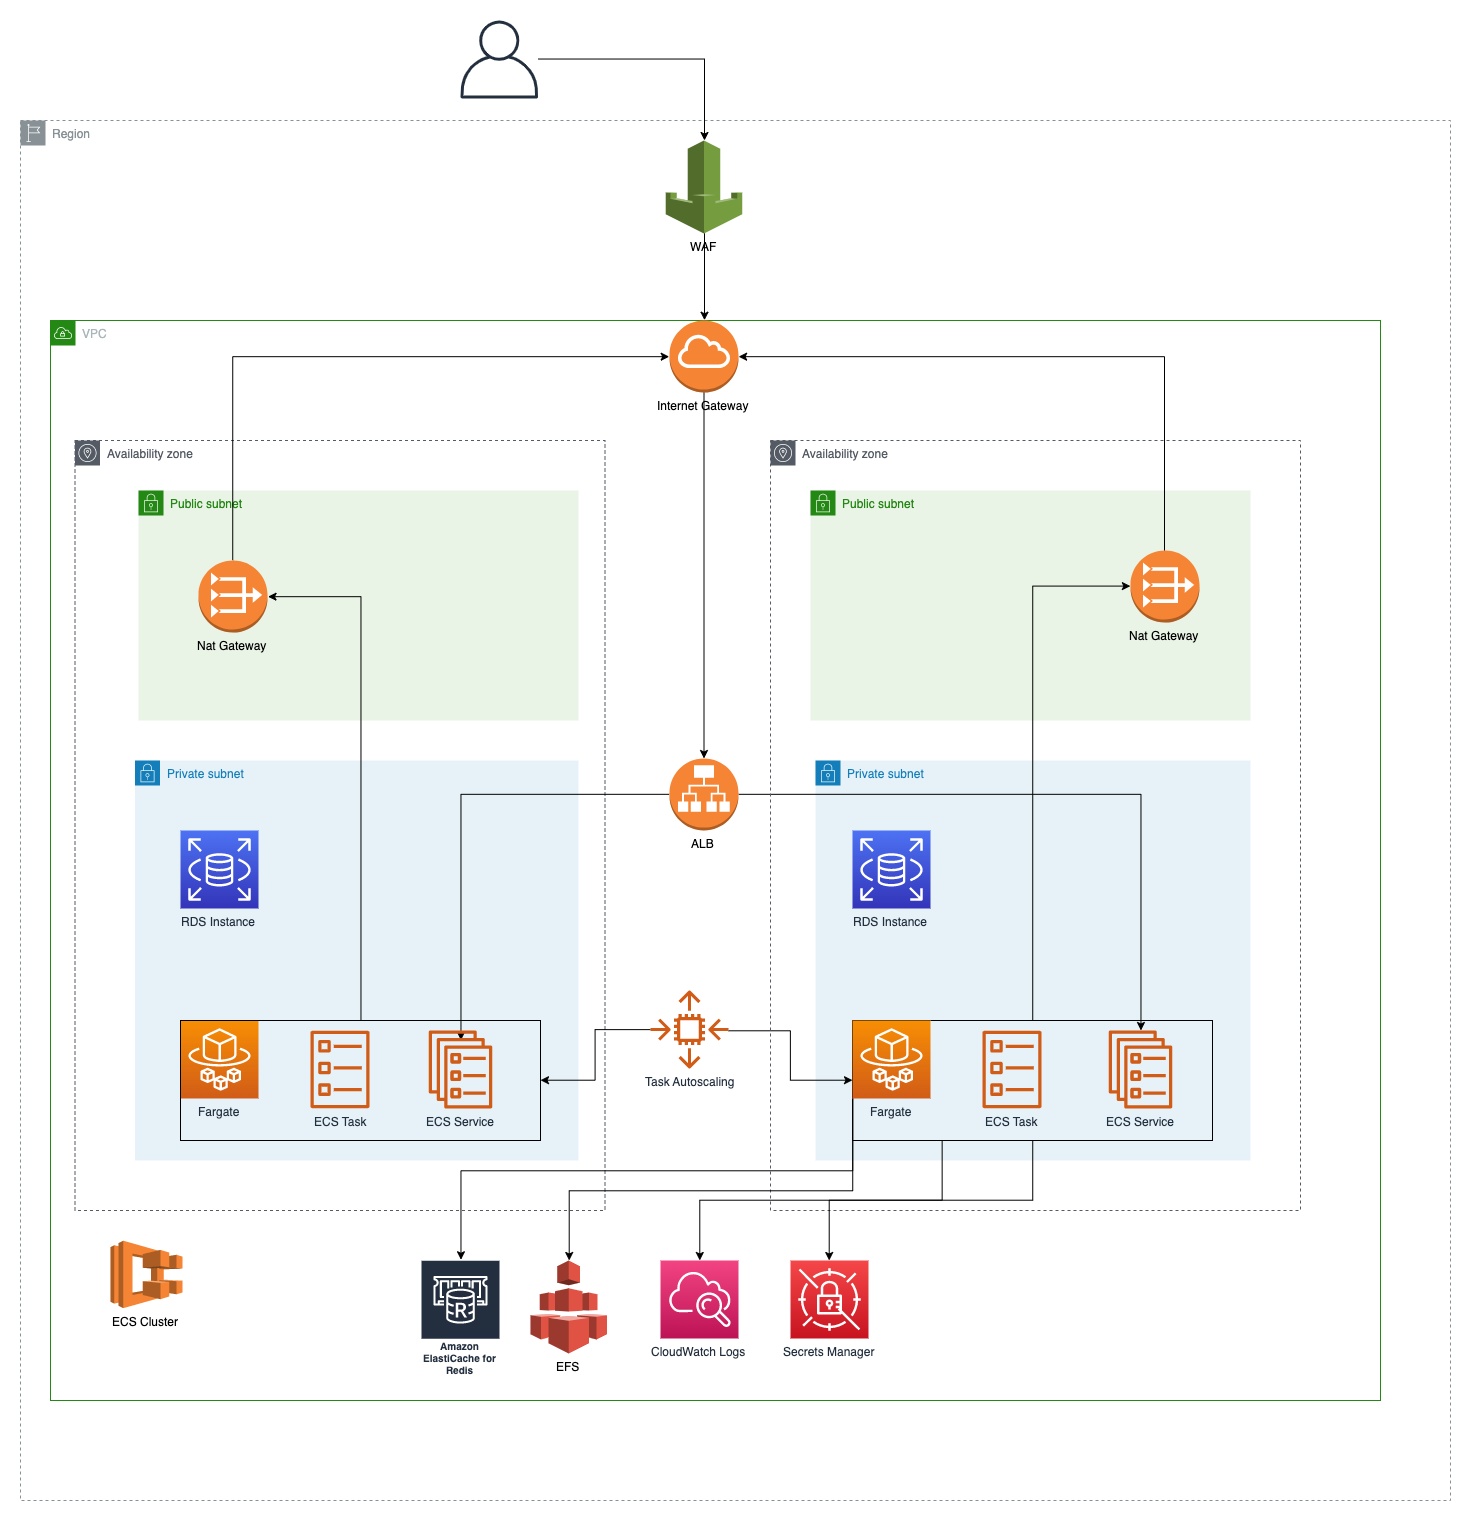 Region
WAF
VPC
Internet Gateway
Availability zone
Availability zone
Public subnet
Public subnet
Nat Gateway
Nat Gateway
Private subnet
Private subnet
ALB
RDS Instance
RDS Instance
Task Autoscaling
Fargate
ECS Task
ECS Service
Fargate
ECS Task
ECS Service
R
ECS Cluster
Amazon
ElastiCache for
Redis
EFS
CloudWatch Logs
Secrets Manager